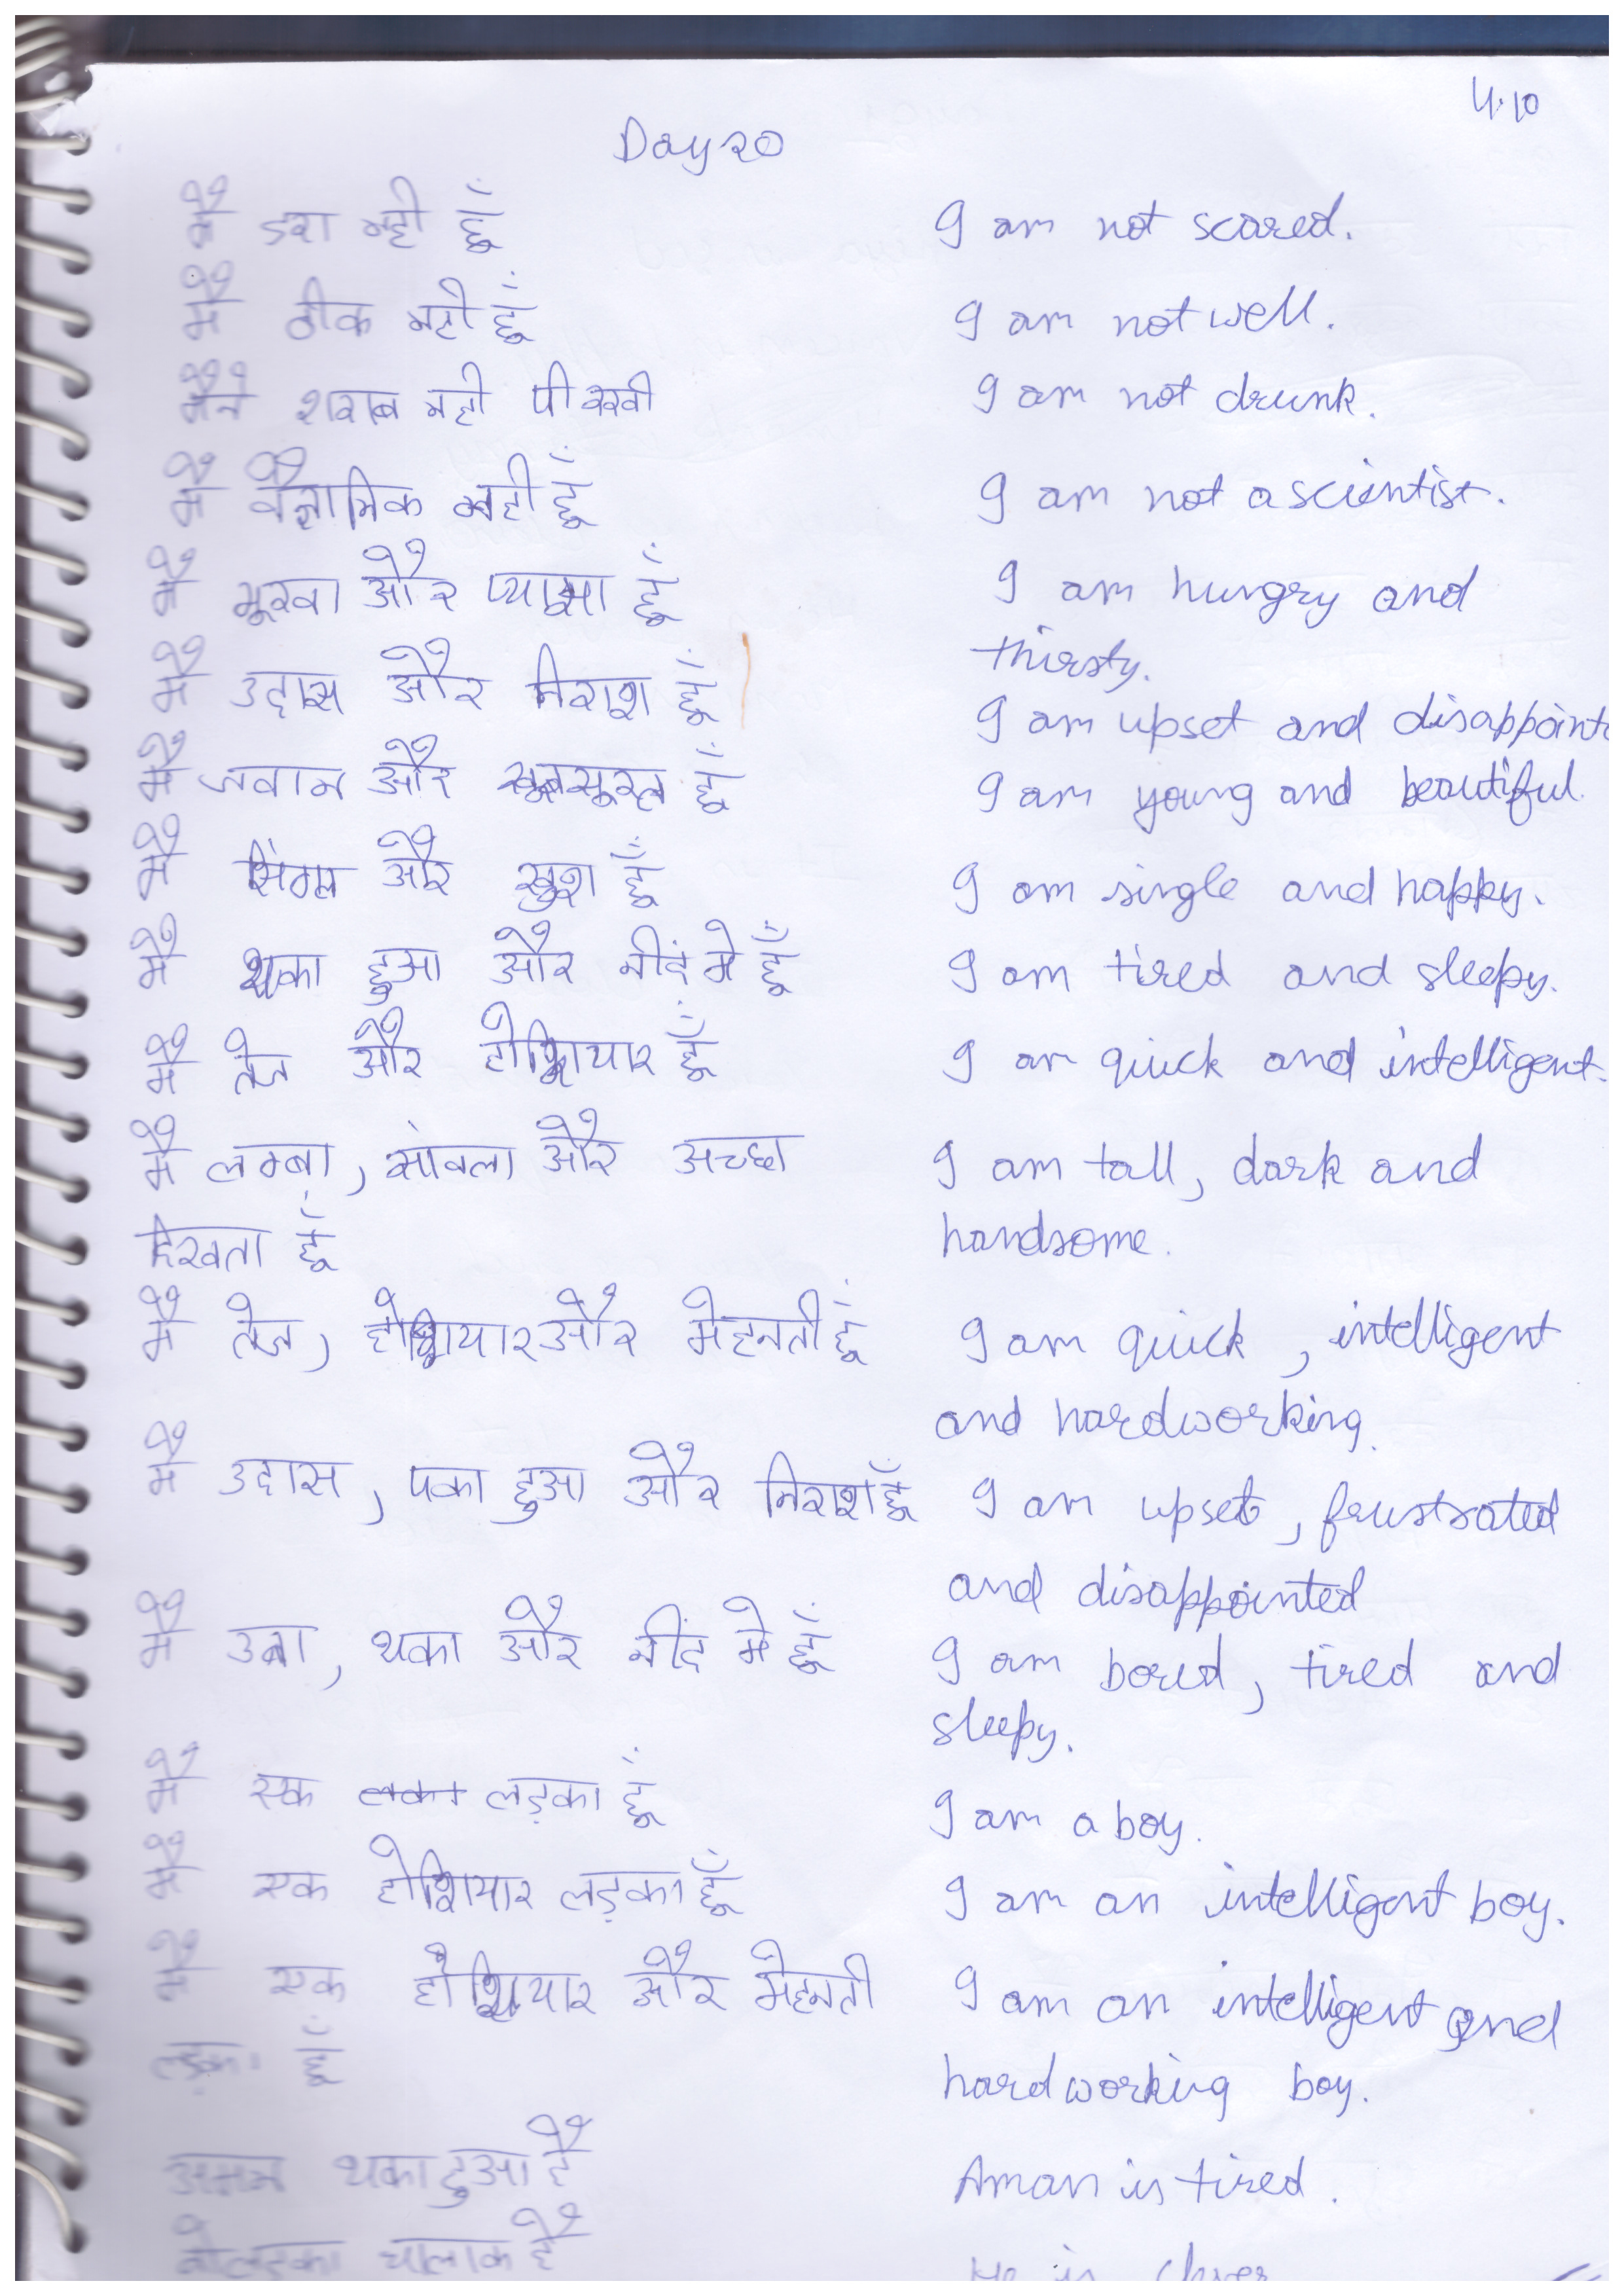 4.10
Day 20
मै डरा नही हूँ I am not scared.
मै ठीक नही हूँ I am not well.
मैने शराब नही पी रखी I am not drunk.
मै वैज्ञानिक नही हूँ I am not a scientist.
मै भूखा और प्यासा हूँ I am hungry and
thirsty.
मै उदास और निराश हूँ I am upset and disappointe
मै जवान और खूबसूरत हूँ I am young and beautiful.
मै सिंगल और खुश हूँ I am single and happy.
मै थका हुआ और नींद मे हूँ I am tired and sleepy.
मै तेज और होशियार हूँ I am quick and intelligent.
मै लम्बा, सांवला और अच्छा I am tall, dark and
दिखता हूँ handsome.
मै तेज, होशियार और मेहनती हूँ I am quick, intelligent
and hardworking.
मै उदास, पका हुआ और निराश हूँ I am upset, frustrated
and disappointed
मै उबा, थका और नींद मे हूँ I am bored, tired and
sleepy.
मै एक लका लड़का हूँ I am a boy.
मै एक होशियार लड़का हूँ I am an intelligent boy.
मै एक होशियार और मेहनती I am an intelligent and
लड़का हूँ hardworking boy.
अमन थका हुआ है Aman is tired.
वो लड़का चालाक है He is clever